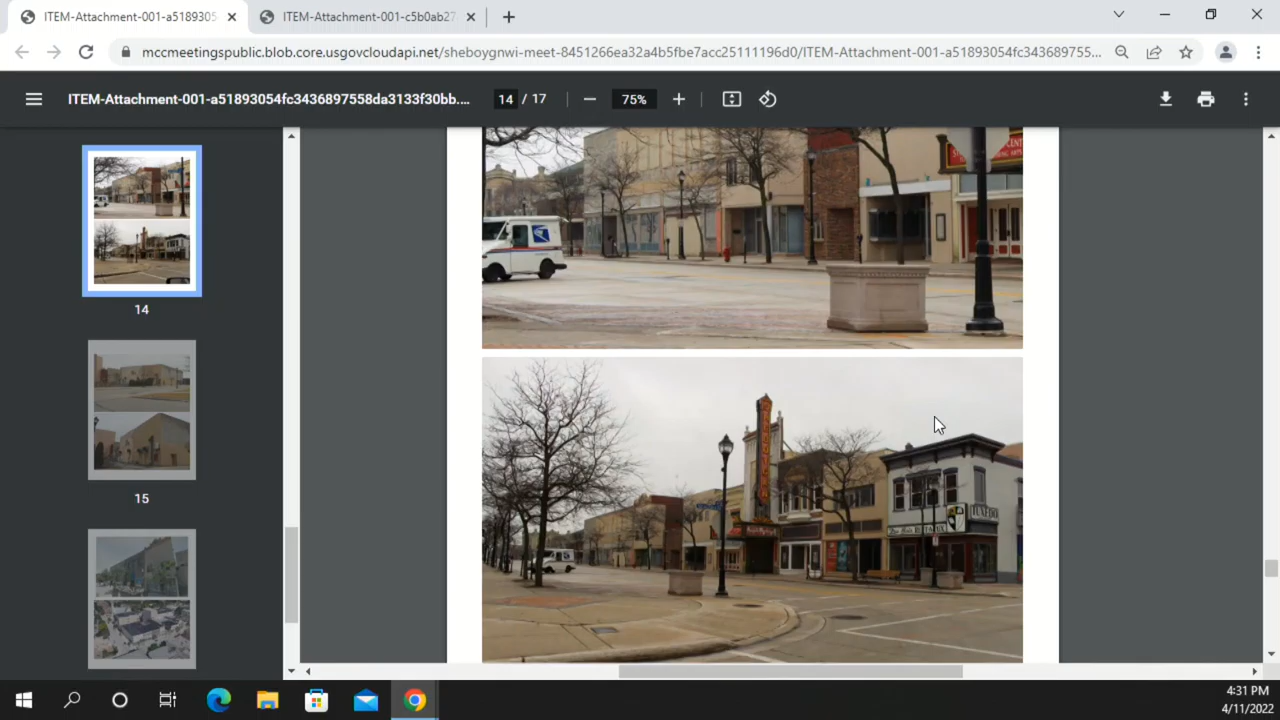 ITEM-Attachment-001-a5189305
ITEM-Attachment-001-c5b0ab27
mccmeetingspublic.blob.core.usgovcloudapi.net/sheboygnwi-meet-8451266ea32a4b5fbe7acc25111196d0/ITEM-Attachment-001-a51893054fc343689755...
ITEM-Attachment-001-a51893054fc3436897558da3133f30bb....
14 / 17
75%
14
15
TUXEDO
4:31 PM
4/11/2022